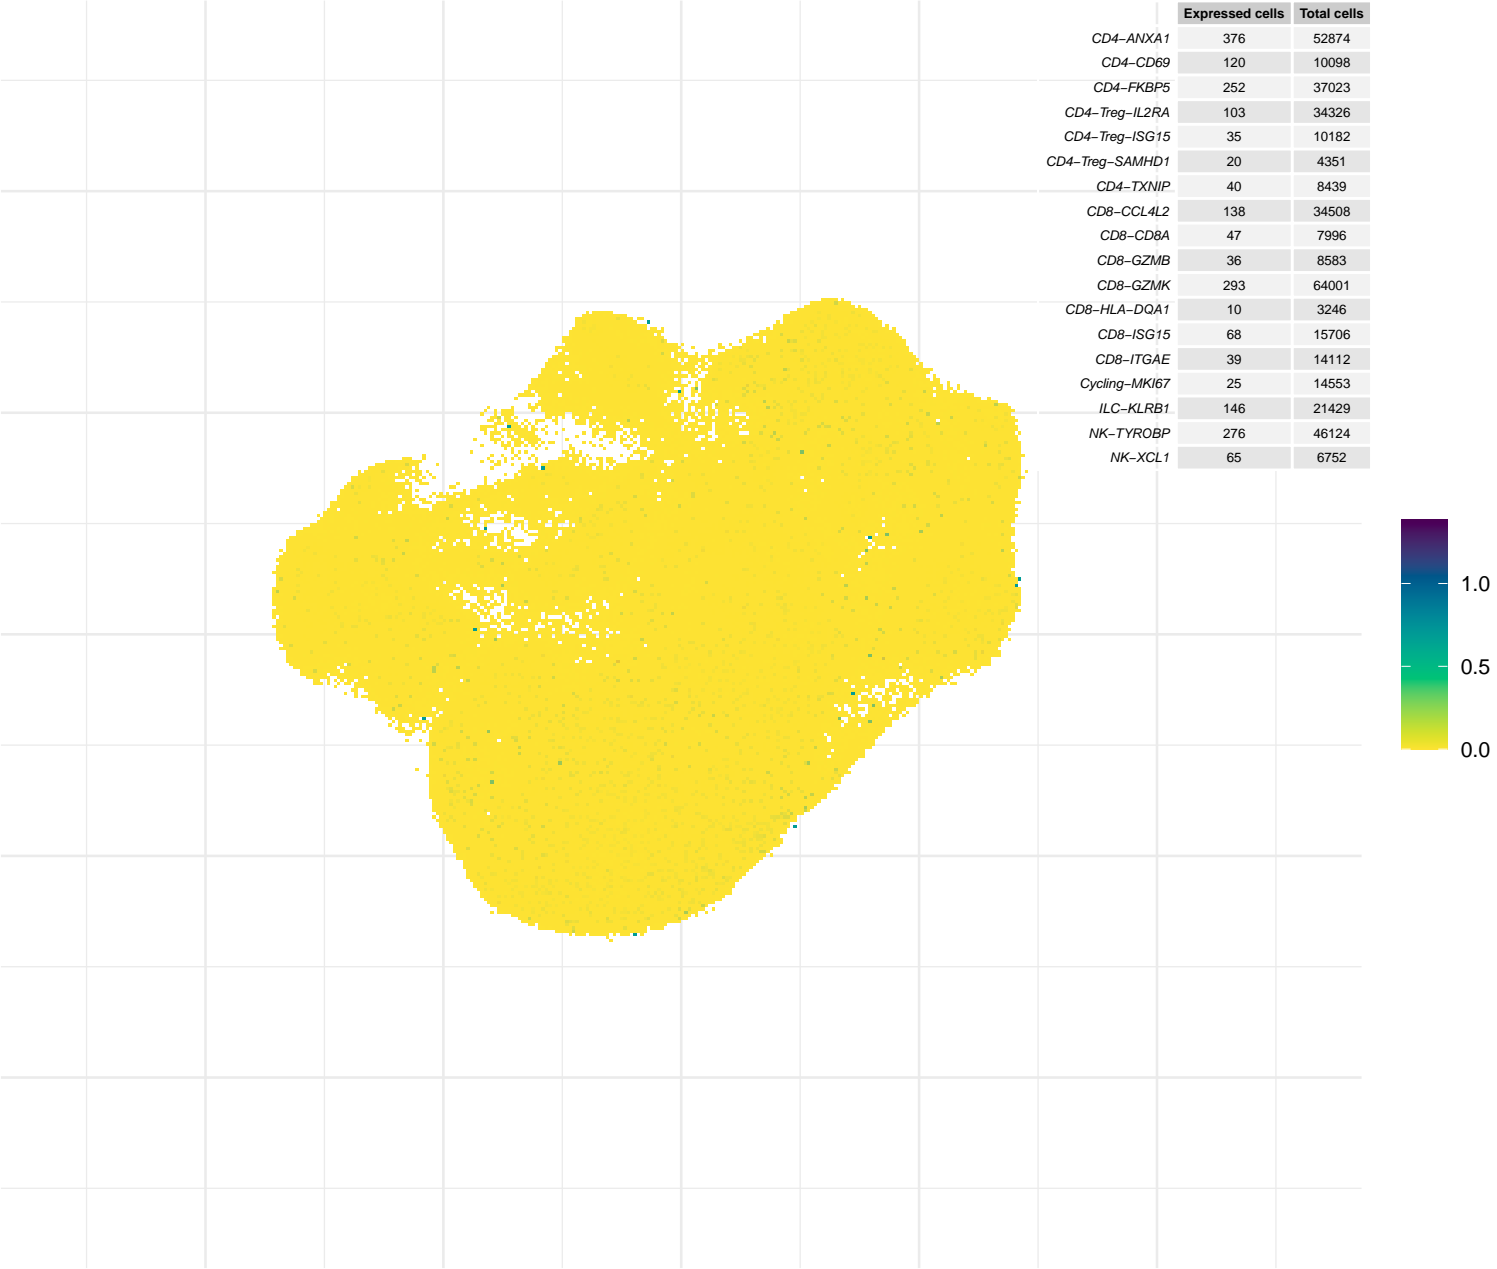 Expressed cells Total cells
CD4−ANXA1 376 52874
CD4−CD69 120 10098
CD4−FKBP5 252 37023
CD4−Treg−IL2RA 103 34326
CD4−Treg−ISG15 35 10182
CD4−Treg−SAMHD1 20 4351
CD4−TXNIP 40 8439
CD8−CCL4L2 138 34508
CD8−CD8A 47 7996
CD8−GZMB 36 8583
CD8−GZMK 293 64001
CD8−HLA−DQA1 10 3246
CD8−ISG15 68 15706
CD8−ITGAE 39 14112
Cycling−MKI67 25 14553
ILC−KLRB1 146 21429
NK−TYROBP 276 46124
NK−XCL1 65 6752
1.0
0.5
0.0